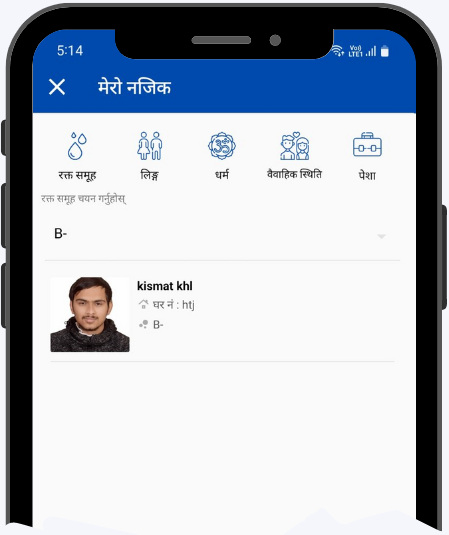 5:14
Vo)) LTE1
मेरो नजिक
रक्त समूह लिङ्ग धर्म वैवाहिक स्थिति पेशा
रक्त समूह चयन गर्नुहोस्
B-
kismat khl
घर नं : htj
B-